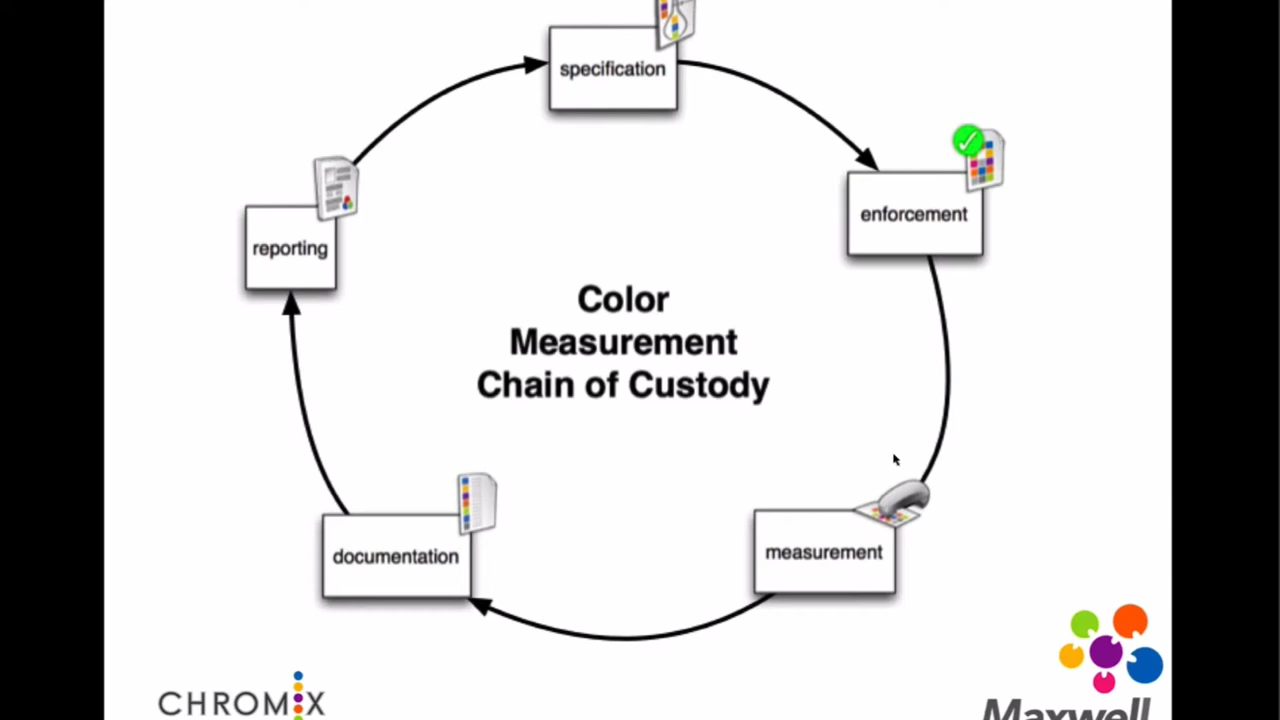 specification
enforcement
reporting
Color
Measurement
Chain of Custody
documentation
measurement
CHROMIX
Maxwell